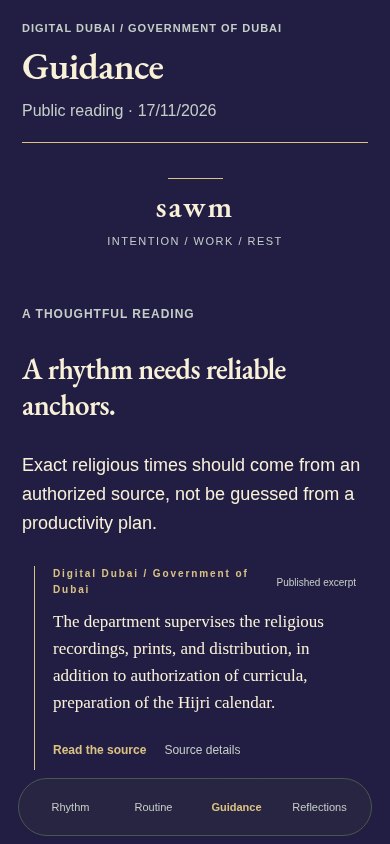 DIGITAL DUBAI / GOVERNMENT OF DUBAI
Guidance
Public reading · 17/11/2026
sawm
INTENTION / WORK / REST
A THOUGHTFUL READING
A rhythm needs reliable
anchors.
Exact religious times should come from an
authorized source, not be guessed from a
productivity plan.
Digital Dubai / Government of
Dubai
Published excerpt
The department supervises the religious
recordings, prints, and distribution, in
addition to authorization of curricula,
preparation of the Hijri calendar.
Read the source Source details
Rhythm Routine Guidance Reflections